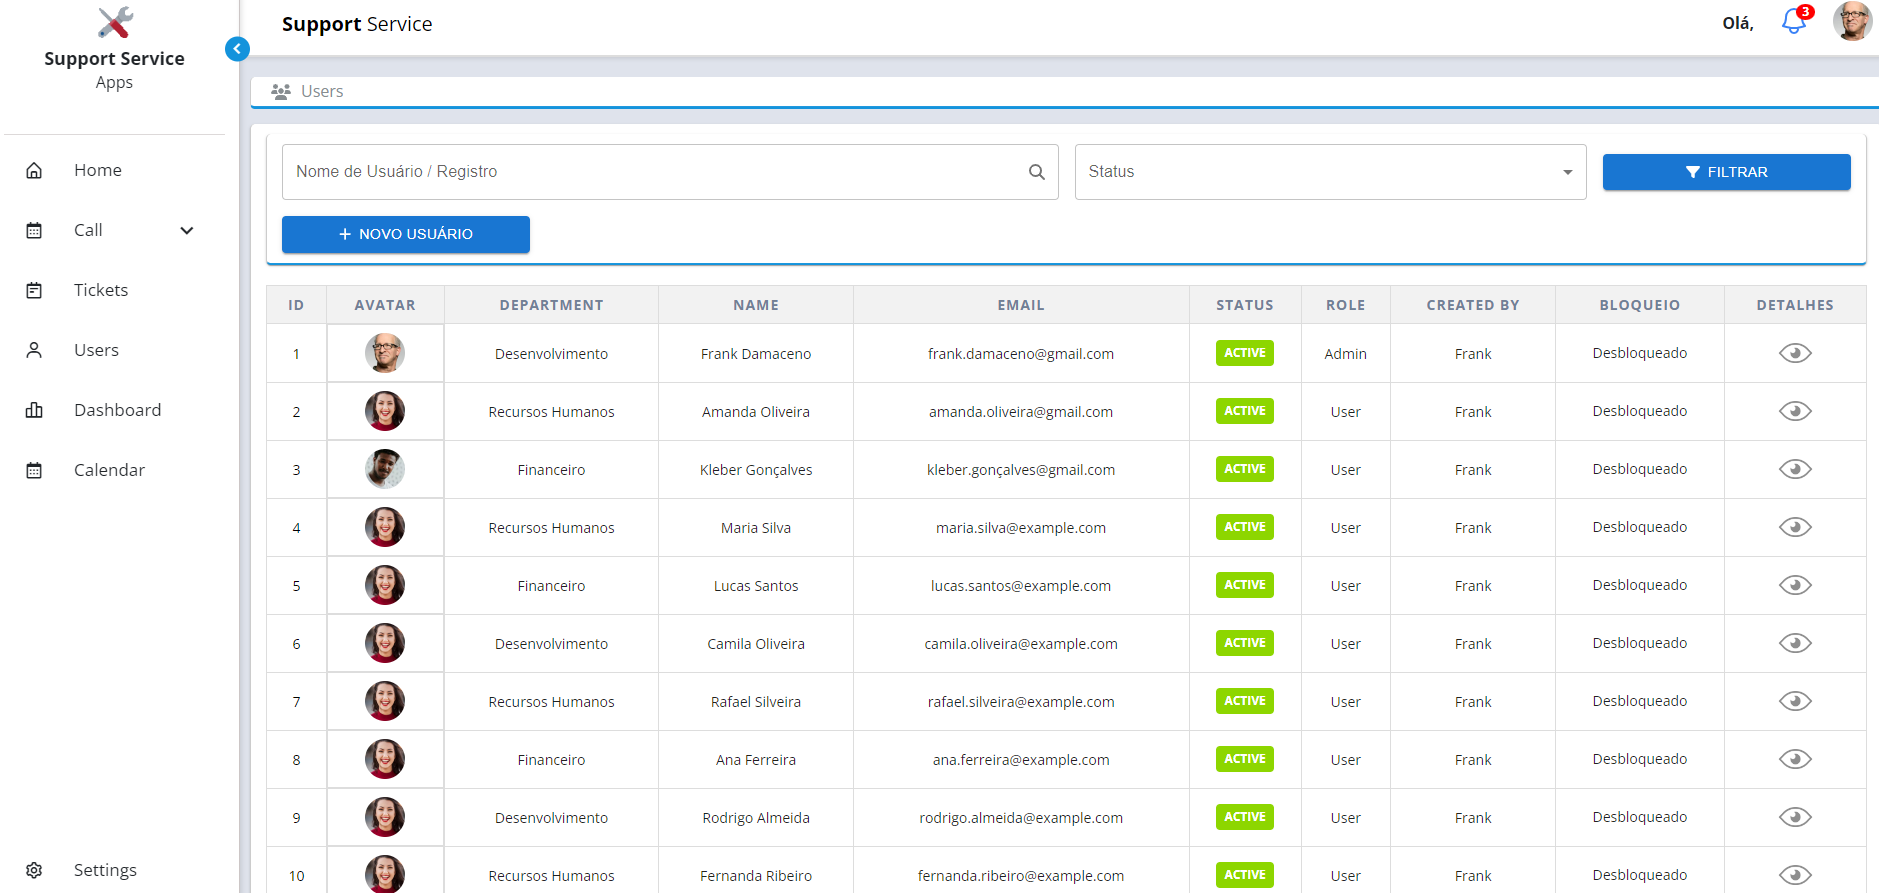 Support Service
Apps
Home
Call
Tickets
Users
Dashboard
Calendar
Settings
Support Service
Olá,
3
Users
Nome de Usuário / Registro
Status
FILTRAR
+ NOVO USUÁRIO
ID AVATAR DEPARTMENT NAME EMAIL STATUS ROLE CREATED BY BLOQUEIO DETALHES
1 Desenvolvimento Frank Damaceno frank.damaceno@gmail.com ACTIVE Admin Frank Desbloqueado
2 Recursos Humanos Amanda Oliveira amanda.oliveira@gmail.com ACTIVE User Frank Desbloqueado
3 Financeiro Kleber Gonçalves kleber.gonçalves@gmail.com ACTIVE User Frank Desbloqueado
4 Recursos Humanos Maria Silva maria.silva@example.com ACTIVE User Frank Desbloqueado
5 Financeiro Lucas Santos lucas.santos@example.com ACTIVE User Frank Desbloqueado
6 Desenvolvimento Camila Oliveira camila.oliveira@example.com ACTIVE User Frank Desbloqueado
7 Recursos Humanos Rafael Silveira rafael.silveira@example.com ACTIVE User Frank Desbloqueado
8 Financeiro Ana Ferreira ana.ferreira@example.com ACTIVE User Frank Desbloqueado
9 Desenvolvimento Rodrigo Almeida rodrigo.almeida@example.com ACTIVE User Frank Desbloqueado
10 Recursos Humanos Fernanda Ribeiro fernanda.ribeiro@example.com ACTIVE User Frank Desbloqueado